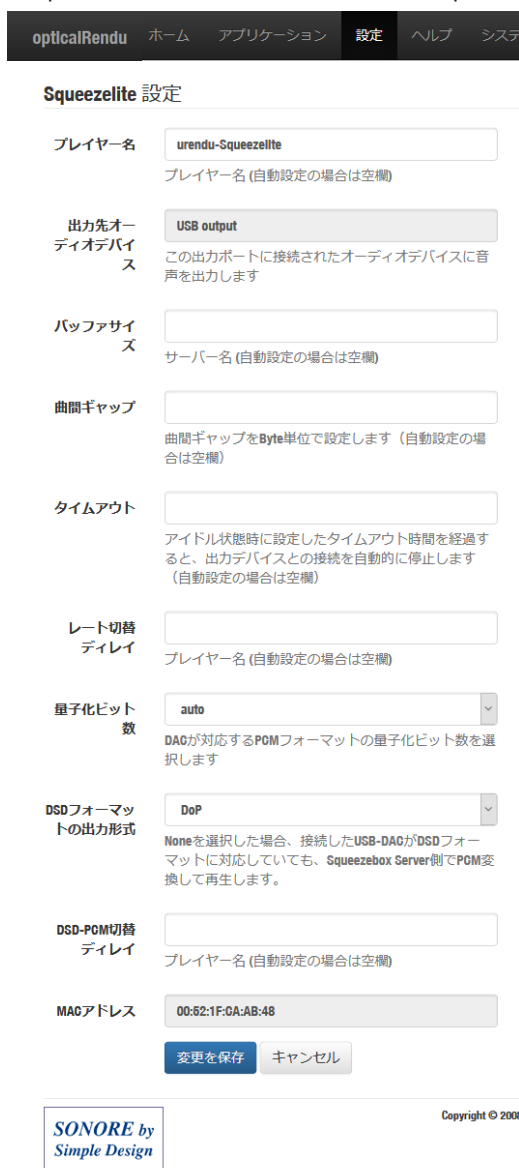 optIcalRendu ホーム アプリケーション 設定 ヘルプ システ
Squeezelite 設定
プレイヤー名
urendu-Squeezelite
プレイヤー名 (自動設定の場合は空欄)
出力先オー
ディオデバイ
ス
USB output
この出力ポートに接続されたオーディオデバイスに音
声を出力します
バッファサイ
ズ
サーバー名 (自動設定の場合は空欄)
曲間ギャップ
曲間ギャップをByte単位で設定します（自動設定の場
合は空欄）
タイムアウト
アイドル状態時に設定したタイムアウト時間を経過す
ると、出力デバイスとの接続を自動的に停止します
（自動設定の場合は空欄）
レート切替
ディレイ
プレイヤー名 (自動設定の場合は空欄)
量子化ビット
数
auto
DACが対応するPCMフォーマットの量子化ビット数を選
択します
DSDフォーマッ
トの出力形式
DoP
Noneを選択した場合、接続したUSB-DACがDSDフォー
マットに対応していても、Squeezebox Server側でPCM変
換して再生します。
DSD-PCM切替
ディレイ
プレイヤー名 (自動設定の場合は空欄)
MACアドレス
00:62:1F:CA:AB:48
変更を保存 キャンセル
SONORE by
Simple Design
Copyright © 2008